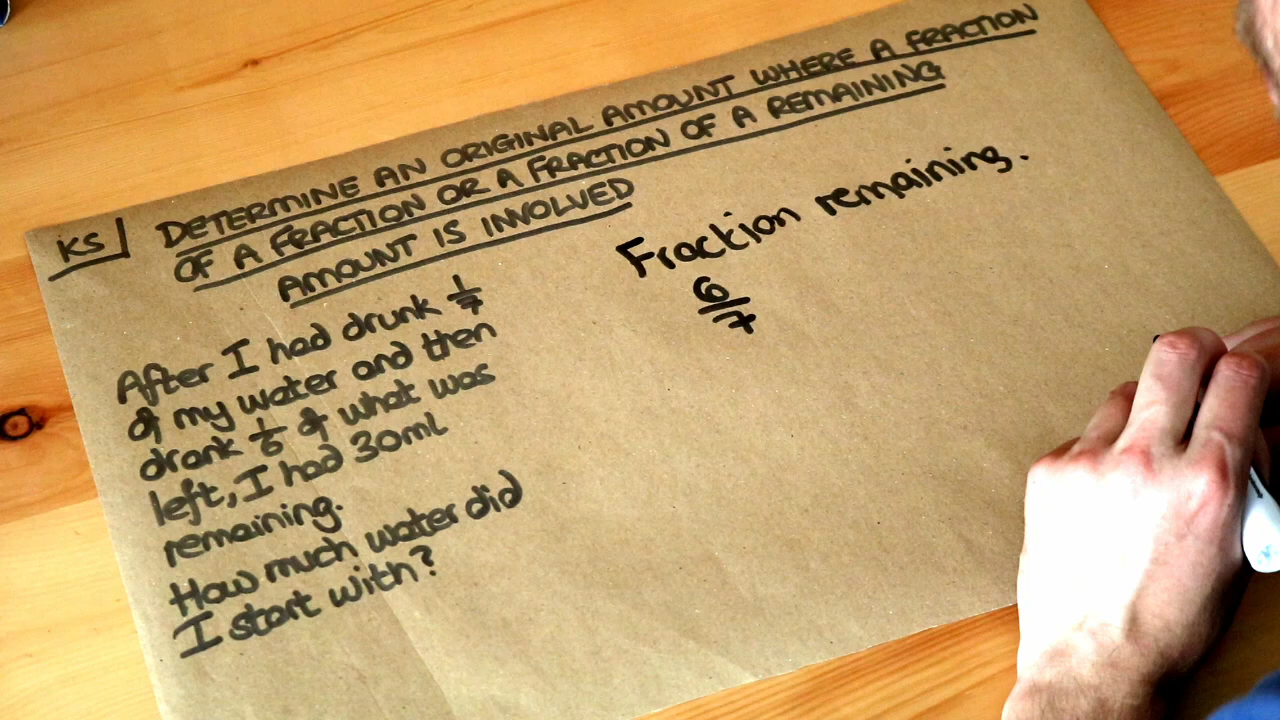 KS
DETERMINE AN ORIGINAL AMOUNT WHERE A FRACTION
OF A FRACTION OR A FRACTION OF A REMAINING
AMOUNT IS INVOLVED
After I had drunk 1/7
of my water and then
drank 1/6 of what was
left, I had 30ml
remaining.
How much water did
I start with?
Fraction remaining.
6/7